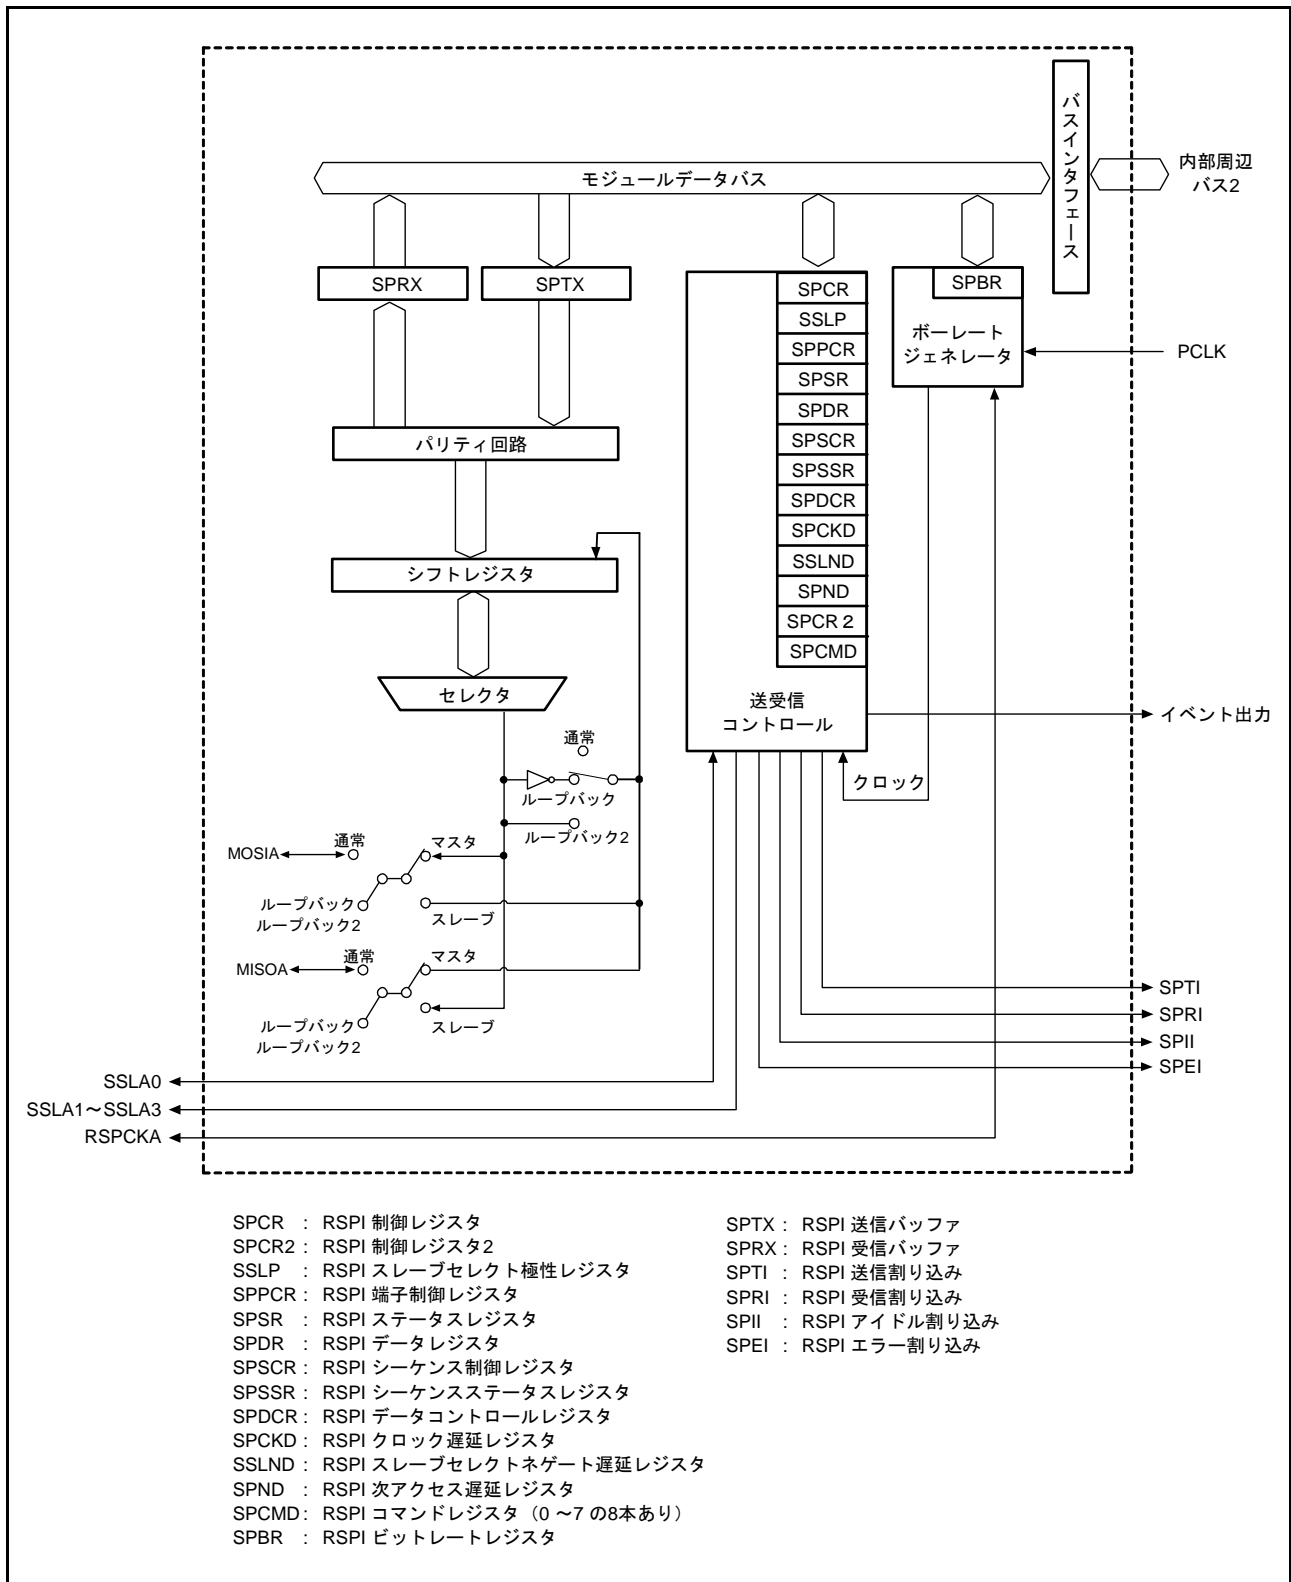 バスインタフェース
内部周辺
バス2
モジュールデータバス
SPRX
SPTX
SPCR
SSLP
SPPCR
SPSR
SPDR
SPSCR
SPSSR
SPDCR
SPCKD
SSLND
SPND
SPCR 2
SPCMD
送受信
コントロール
SPBR
ボーレート
ジェネレータ
PCLK
パリティ回路
シフトレジスタ
セレクタ
イベント出力
クロック
通常
ループバック
ループバック2
MOSIA
通常
マスタ
ループバック
ループバック2
スレーブ
MISOA
通常
マスタ
ループバック
ループバック2
スレーブ
SPTI
SPRI
SPII
SPEI
SSLA0
SSLA1～SSLA3
RSPCKA
SPCR : RSPI 制御レジスタ
SPCR2 : RSPI 制御レジスタ2
SSLP : RSPI スレーブセレクト極性レジスタ
SPPCR : RSPI 端子制御レジスタ
SPSR : RSPI ステータスレジスタ
SPDR : RSPI データレジスタ
SPSCR : RSPI シーケンス制御レジスタ
SPSSR : RSPI シーケンスステータスレジスタ
SPDCR : RSPI データコントロールレジスタ
SPCKD : RSPI クロック遅延レジスタ
SSLND : RSPI スレーブセレクトネゲート遅延レジスタ
SPND : RSPI 次アクセス遅延レジスタ
SPCMD : RSPI コマンドレジスタ（0 ～7 の8本あり）
SPBR : RSPI ビットレートレジスタ
SPTX : RSPI 送信バッファ
SPRX : RSPI 受信バッファ
SPTI : RSPI 送信割り込み
SPRI : RSPI 受信割り込み
SPII : RSPI アイドル割り込み
SPEI : RSPI エラー割り込み